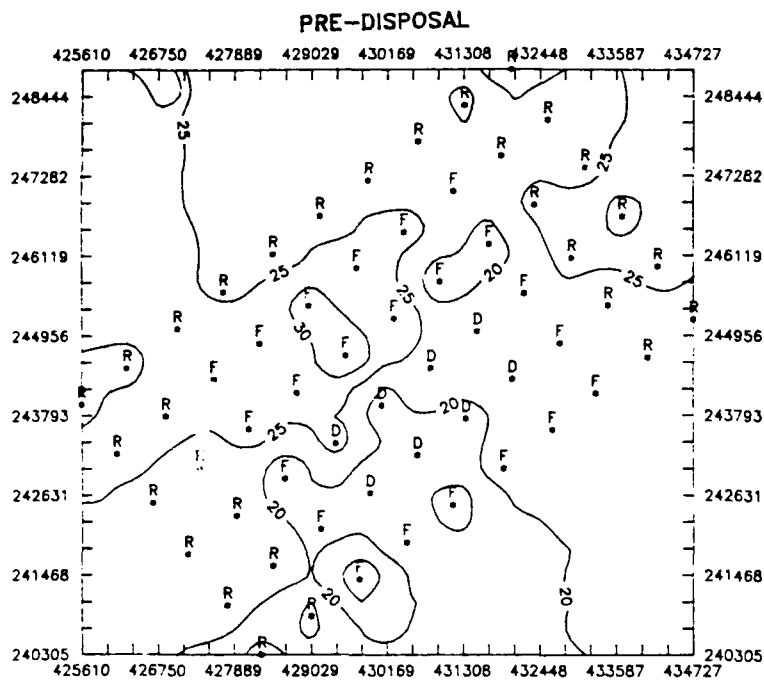 PRE-DISPOSAL
425610 426750 427889 429029 430169 431308 432448 433587 434727
R
248444 R R 248444
25 R R
25
R
247282 R F 247282
R R R
F F
246119 R R 246119
F R
25 20
F 25
R 25 F
R R
30 F R
R D
244956 F F 244956
F
R D R
F D
F F
R D
243793 R 20 D 243793
25 F F
D
R D F
F
242631 R D 242631
20 F
R
F
R F
R
241468 241468
20
R 20
R
240305 R 240305
425610 426750 427889 429029 430169 431308 432448 433587 434727